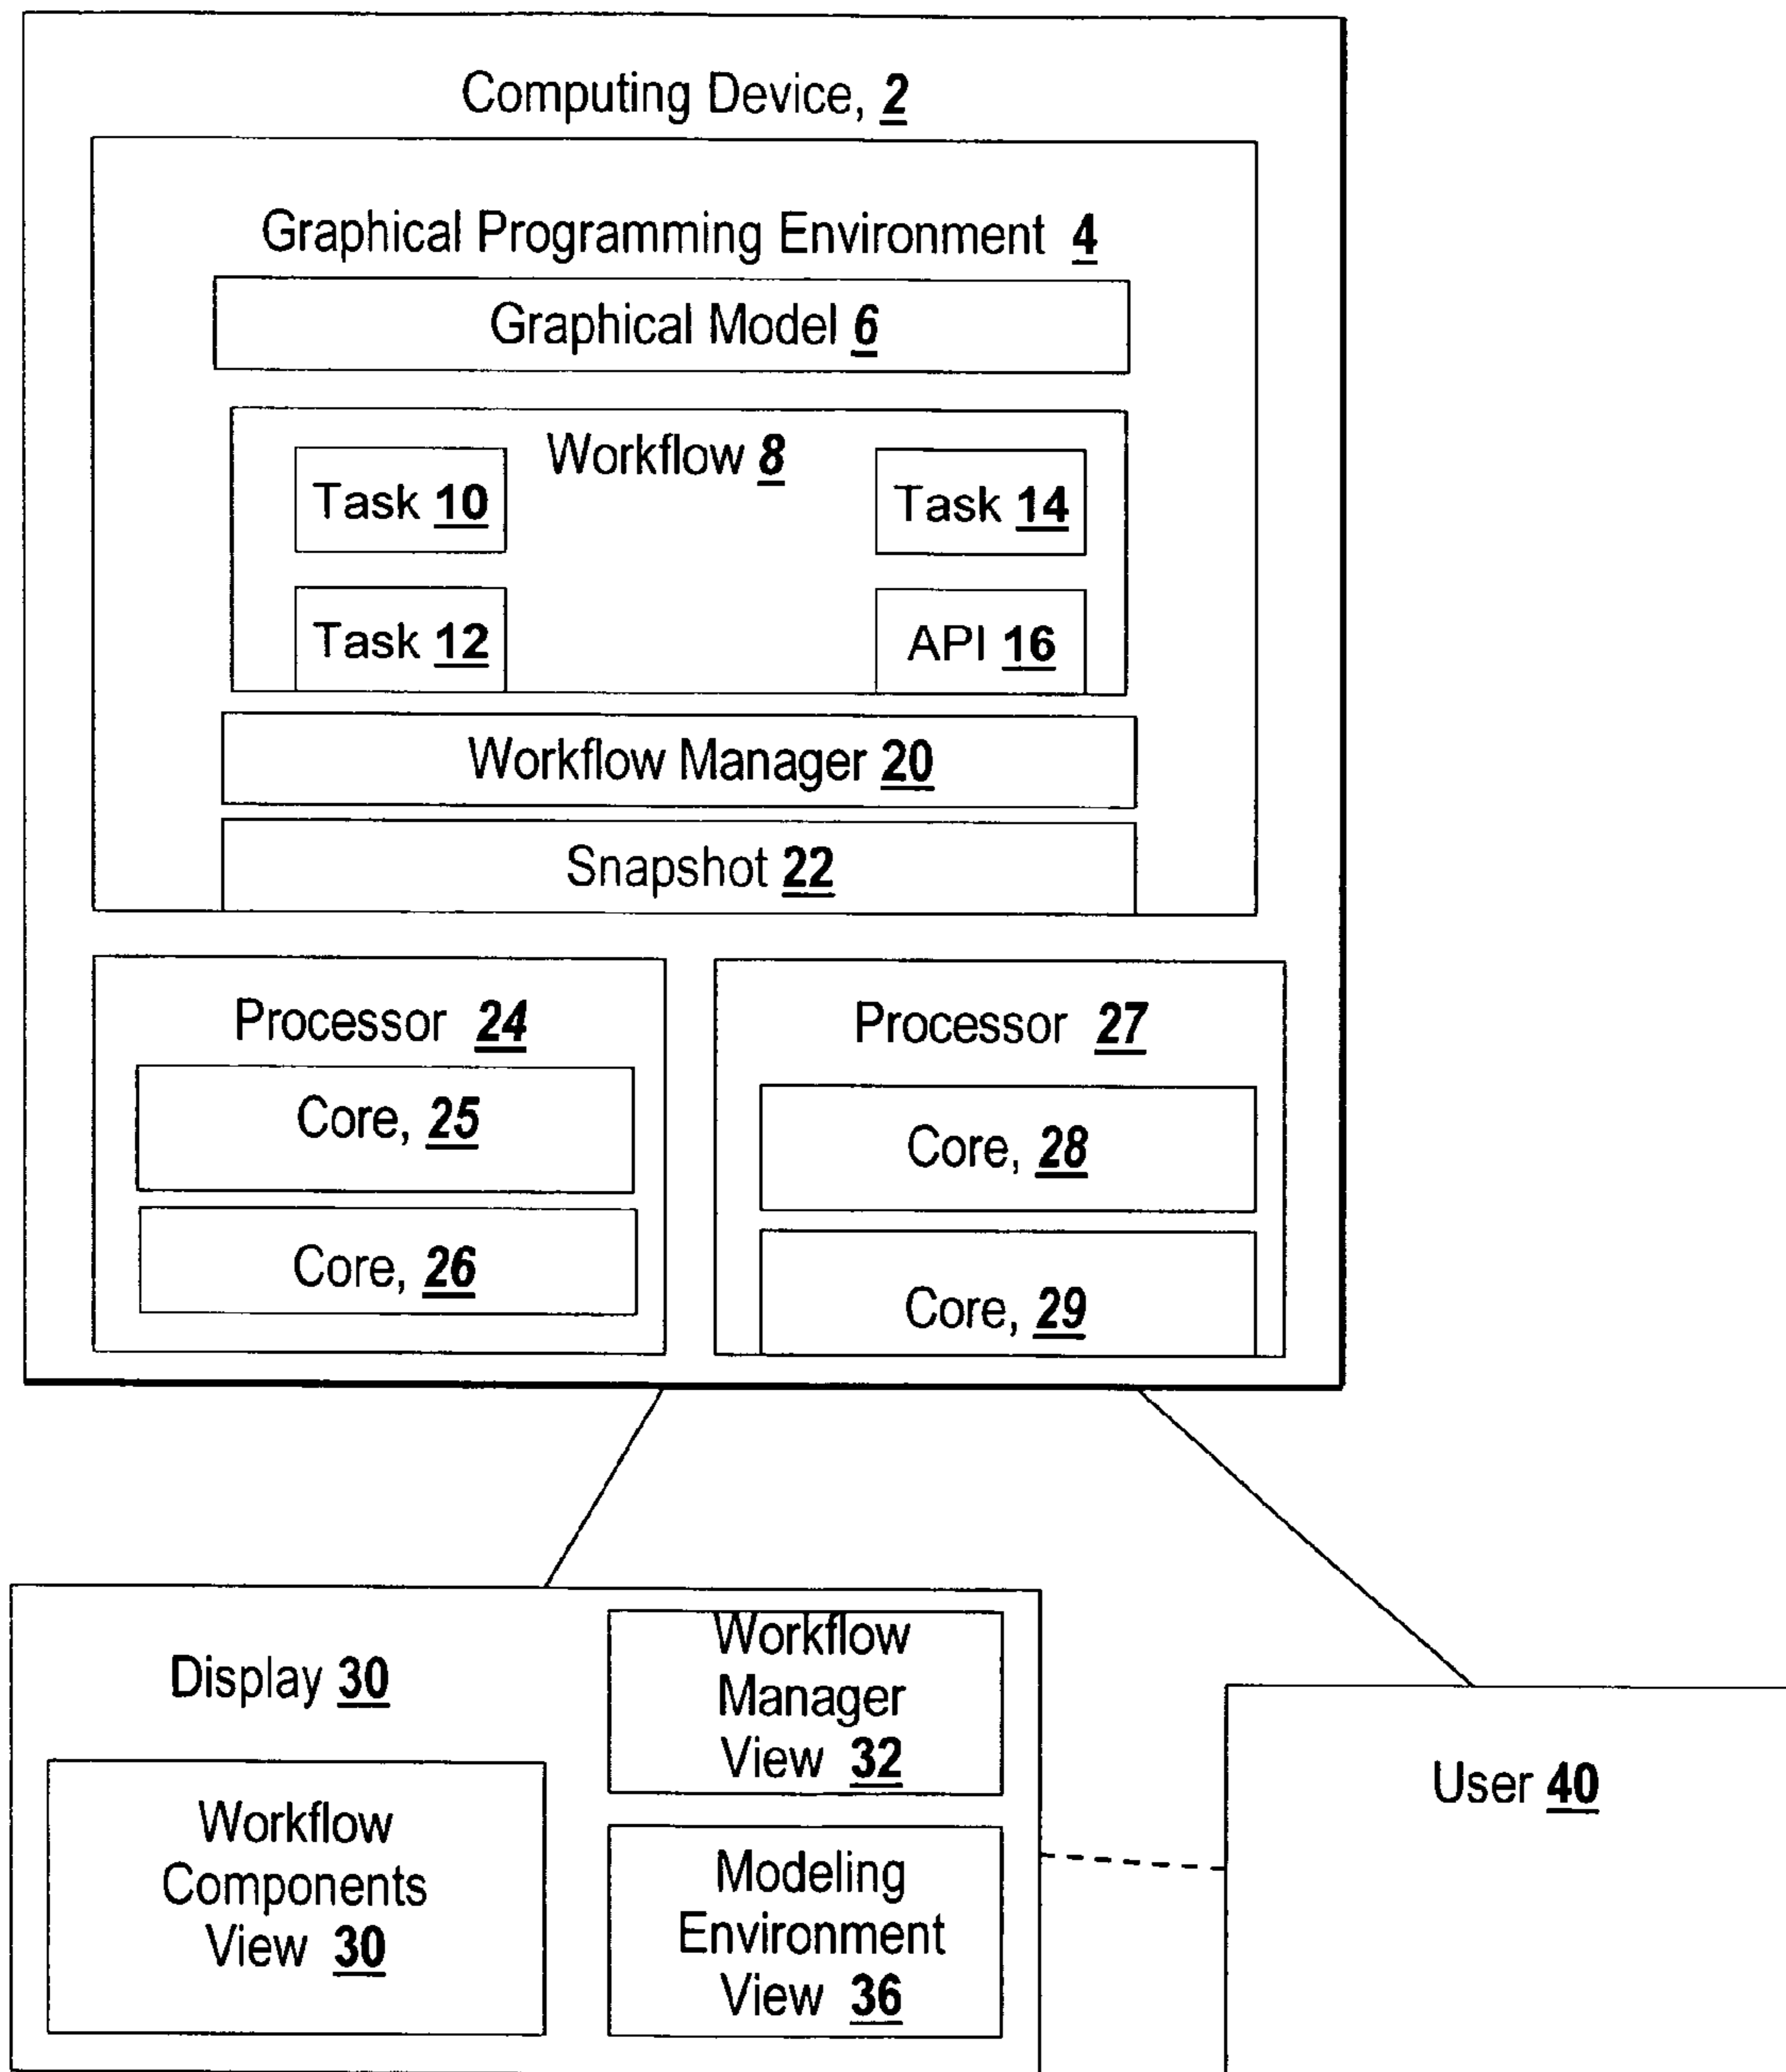 Computing Device, 2
Graphical Programming Environment 4
Graphical Model 6
Workflow 8
Task 10
Task 14
Task 12
API 16
Workflow Manager 20
Snapshot 22
Processor 24
Core, 25
Core, 26
Processor 27
Core, 28
Core, 29
Display 30
Workflow
Components
View 30
Workflow
Manager
View 32
Modeling
Environment
View 36
User 40